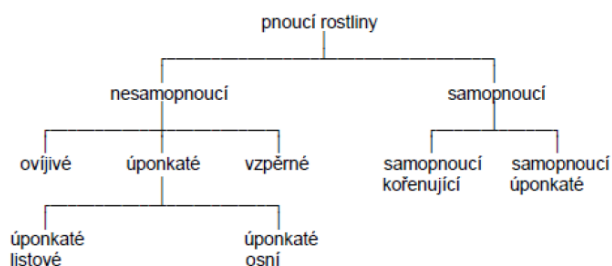 pnoucí rostliny
nesamopnoucí samopnoucí
ovíjivé úponkaté vzpěrné samopnoucí samopnoucí
kořenující úponkaté
úponkaté úponkaté
listové osní